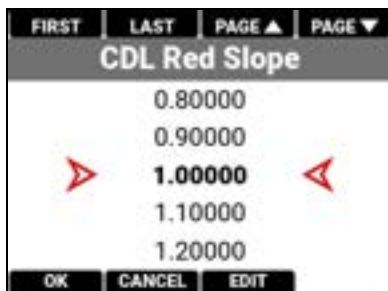 FIRST LAST PAGE ▲ PAGE ▼
CDL Red Slope
0.80000
0.90000
1.00000
1.10000
1.20000
OK CANCEL EDIT